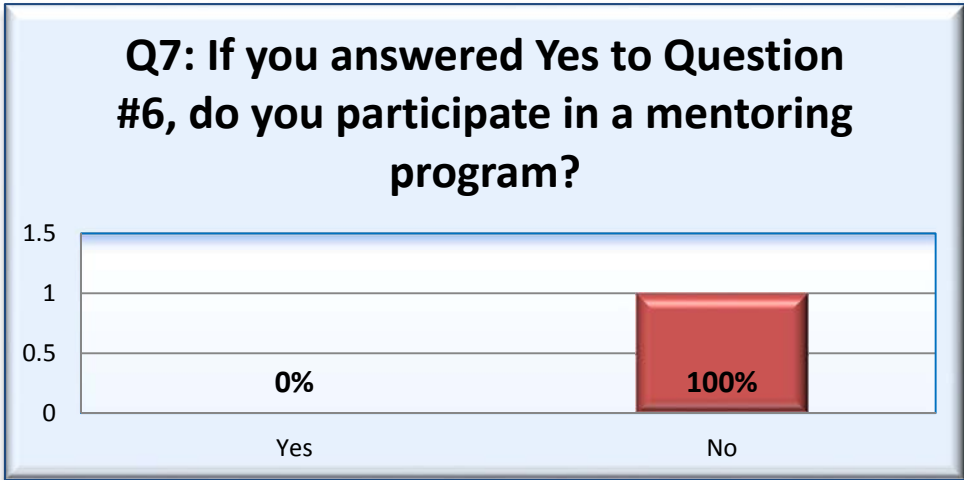 Q7: If you answered Yes to Question
#6, do you participate in a mentoring
program?
1.5
1
0.5
0
0%
100%
Yes
No